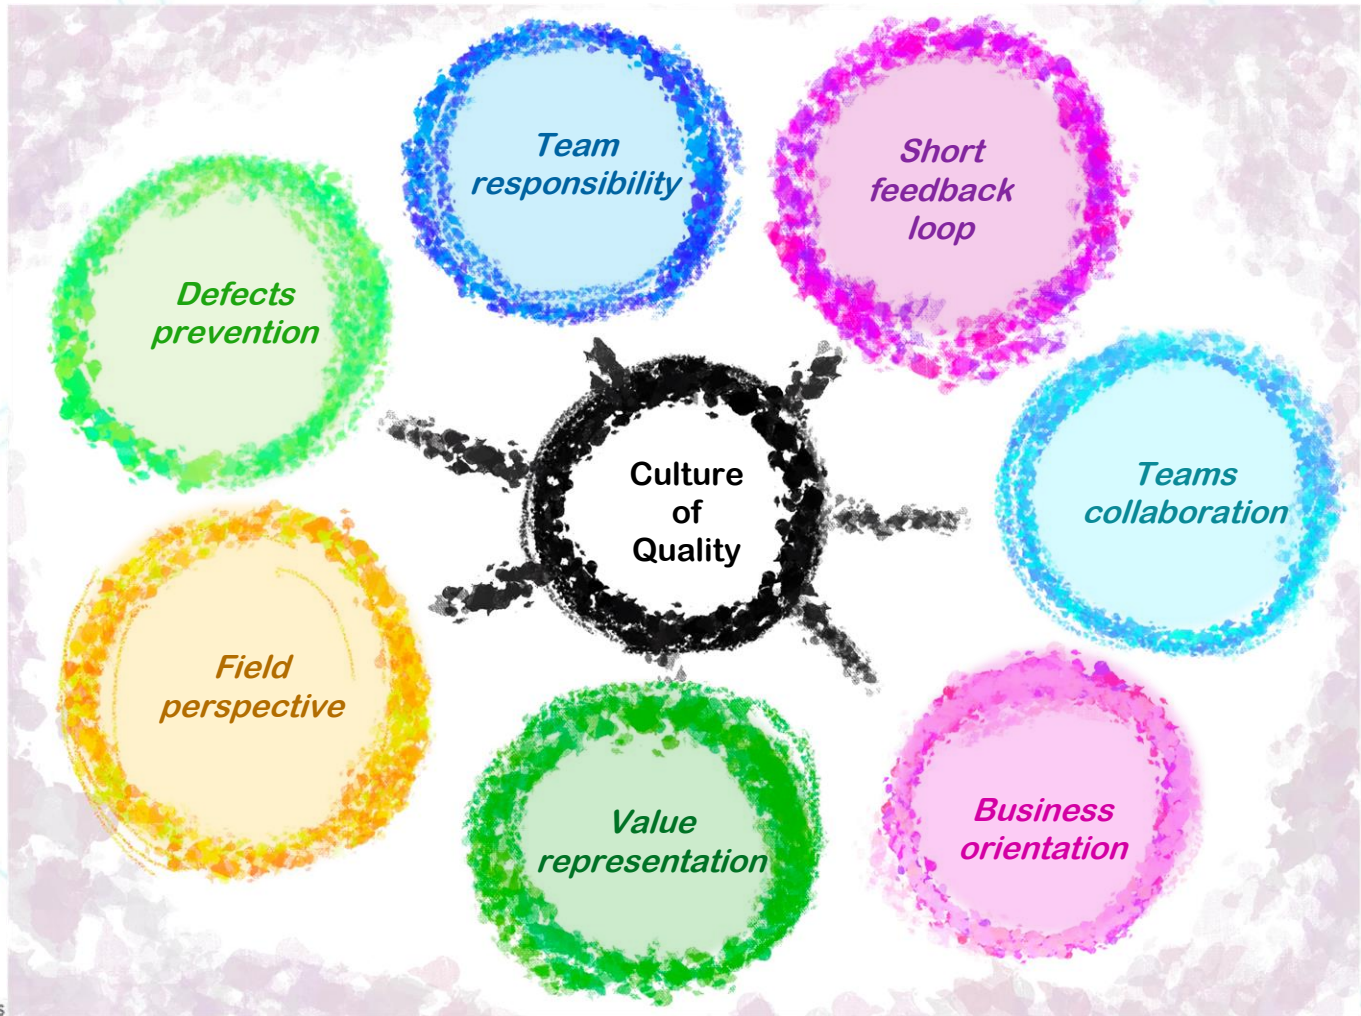 Team
responsibility
Short
feedback
loop
Defects
prevention
Culture
of
Quality
Teams
collaboration
Field
perspective
Value
representation
Business
orientation